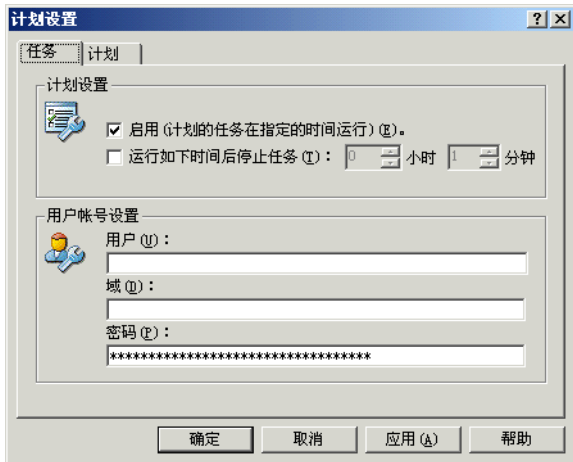 计划设置
任务 计划
计划设置
启用(计划的任务在指定的时间运行)(E)。
运行如下时间后停止任务(T): 0 小时 1 分钟
用户帐号设置
用户(U):
域(D):
密码(P):
**********************************
确定 取消 应用(A) 帮助